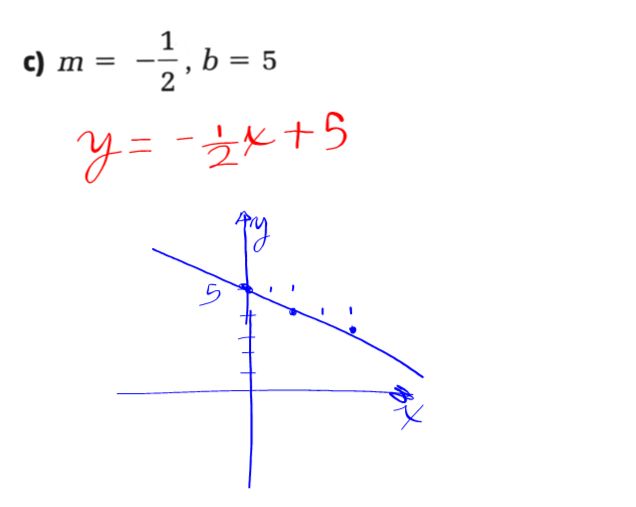 c) m = -1/2, b = 5
y = -1/2x + 5
y
5
x